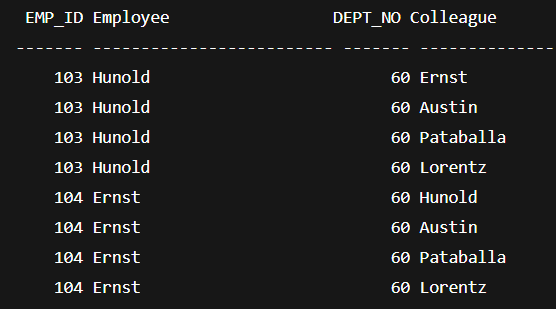 EMP_ID Employee                  DEPT_NO Colleague
------- ------------------------- ------- --------------
    103 Hunold                         60 Ernst
    103 Hunold                         60 Austin
    103 Hunold                         60 Pataballa
    103 Hunold                         60 Lorentz
    104 Ernst                          60 Hunold
    104 Ernst                          60 Austin
    104 Ernst                          60 Pataballa
    104 Ernst                          60 Lorentz